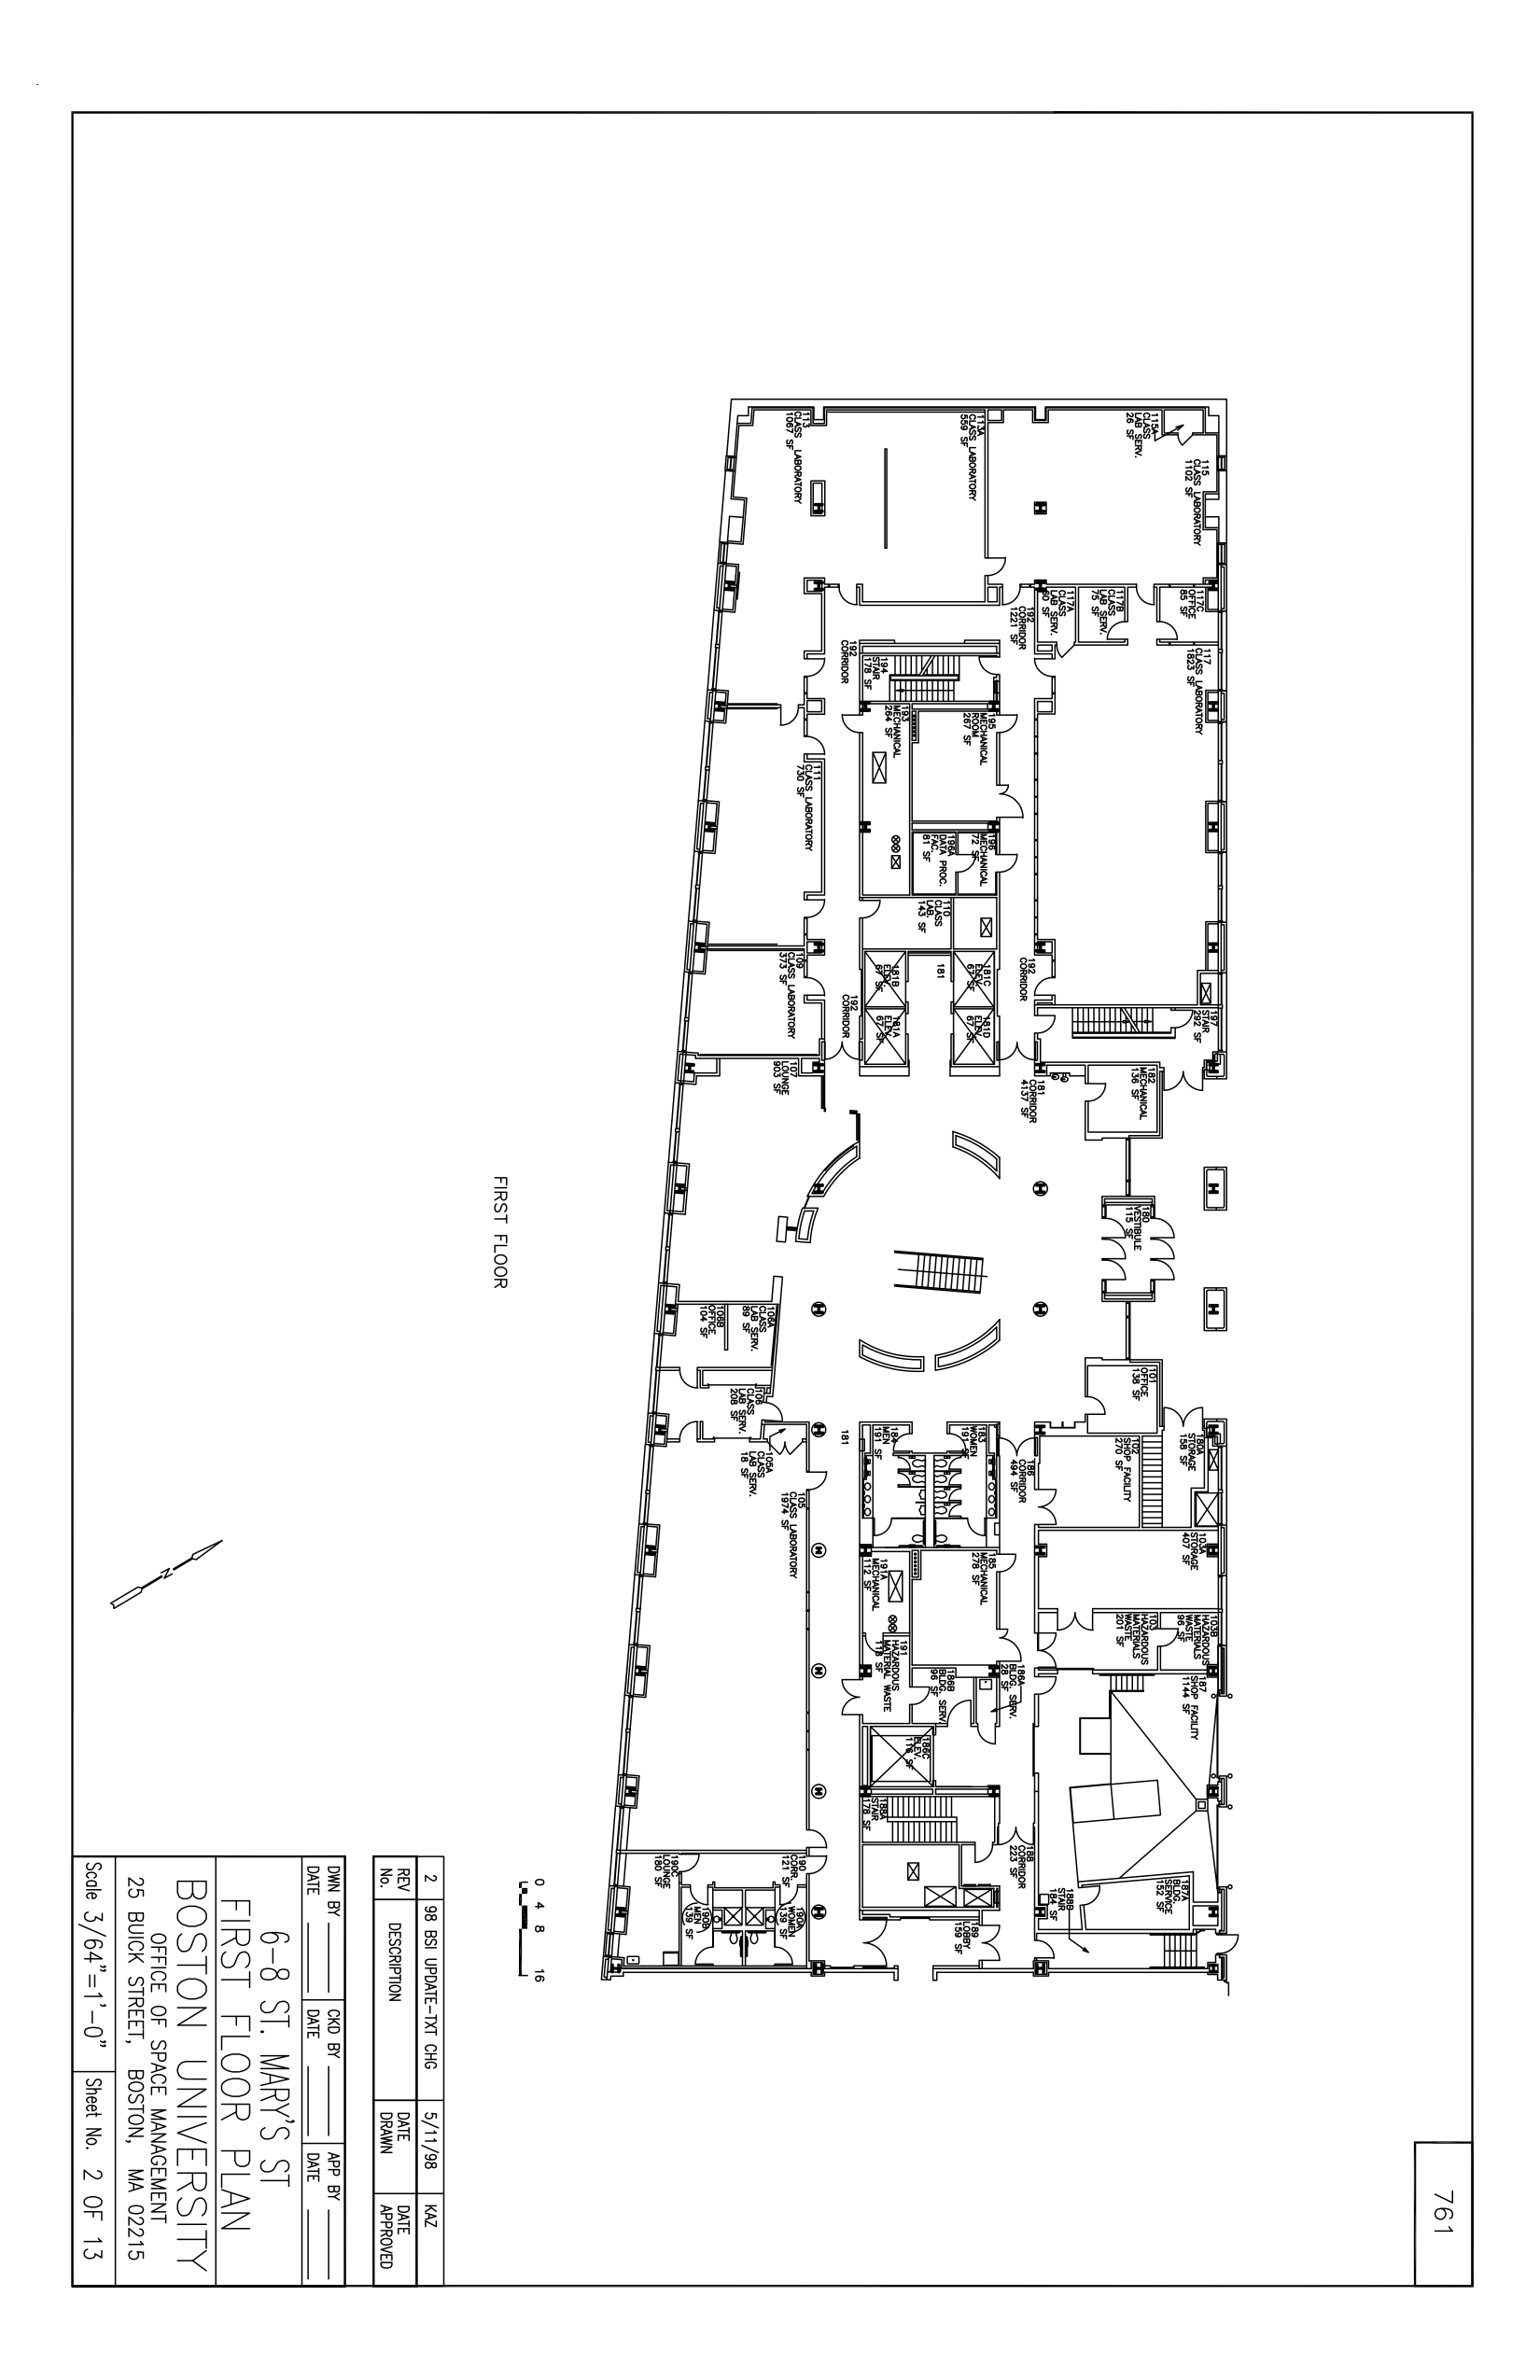 761
115A
CLASS
LAB SERV.
26 SF
115
CLASS LABORATORY
1102 SF
117C
OFFICE
85 SF
117
CLASS LABORATORY
1823 SF
117B
CLASS
LAB SERV.
75 SF
117A
CLASS
LAB SERV.
60 SF
113A
CLASS LABORATORY
559 SF
113
CLASS LABORATORY
1067 SF
192
CORRIDOR
1221 SF
192
CORRIDOR
194
STAIR
178 SF
193
MECHANICAL
264 SF
195
MECHANICAL
ROOM
267 SF
196
MECHANICAL
72 SF
196A
DATA PROC.
FAC.
81 SF
111
CLASS LABORATORY
730 SF
110
CLASS
LAB.
143 SF
109
CLASS LABORATORY
373 SF
192
CORRIDOR
192
CORRIDOR
181B
ELEV.
67 SF
181
181C
ELEV.
67 SF
181A
ELEV.
67 SF
181D
ELEV.
67 SF
197
STAIR
292 SF
182
MECHANICAL
136 SF
181
CORRIDOR
4137 SF
107
LOUNGE
903 SF
180
VESTIBULE
115 SF
101
OFFICE
138 SF
106A
CLASS
LAB SERV.
89 SF
106B
OFFICE
104 SF
106
CLASS
LAB SERV.
208 SF
105A
CLASS
LAB SERV.
18 SF
105
CLASS LABORATORY
1974 SF
181
184
MEN
191 SF
183
WOMEN
191 SF
186
CORRIDOR
494 SF
102
SHOP FACILITY
270 SF
180A
STORAGE
158 SF
103A
STORAGE
407 SF
103B
HAZARDOUS
MATERIALS
WASTE
96 SF
103
HAZARDOUS
MATERIALS
WASTE
201 SF
185
MECHANICAL
278 SF
191A
MECHANICAL
112 SF
191
HAZARDOUS
MATERIAL WASTE
118 SF
186A
BLDG. SERV.
28 SF
186B
BLDG. SERV
96 SF
186C
ELEV.
116 SF
187
SHOP FACILITY
1144 SF
187A
BLDG.
SERVICE
152 SF
188A
STAIR
178 SF
188
CORRIDOR
223 SF
188B
STAIR
184 SF
189
LOBBY
159 SF
190
CORR.
121 SF
190A
WOMEN
139 SF
190B
MEN
139 SF
190C
LOUNGE
180 SF
FIRST FLOOR
N
0 4 8 16
2 98 BSI UPDATE-TXT CHG 5/11/98 KAZ
REV No. DESCRIPTION DATE DRAWN DATE APPROVED
DWN BY CKD BY APP BY
DATE DATE DATE
6-8 ST. MARY'S ST
FIRST FLOOR PLAN
BOSTON UNIVERSITY
OFFICE OF SPACE MANAGEMENT
25 BUICK STREET, BOSTON, MA 02215
Scale 3/64"=1'-0" Sheet No. 2 OF 13